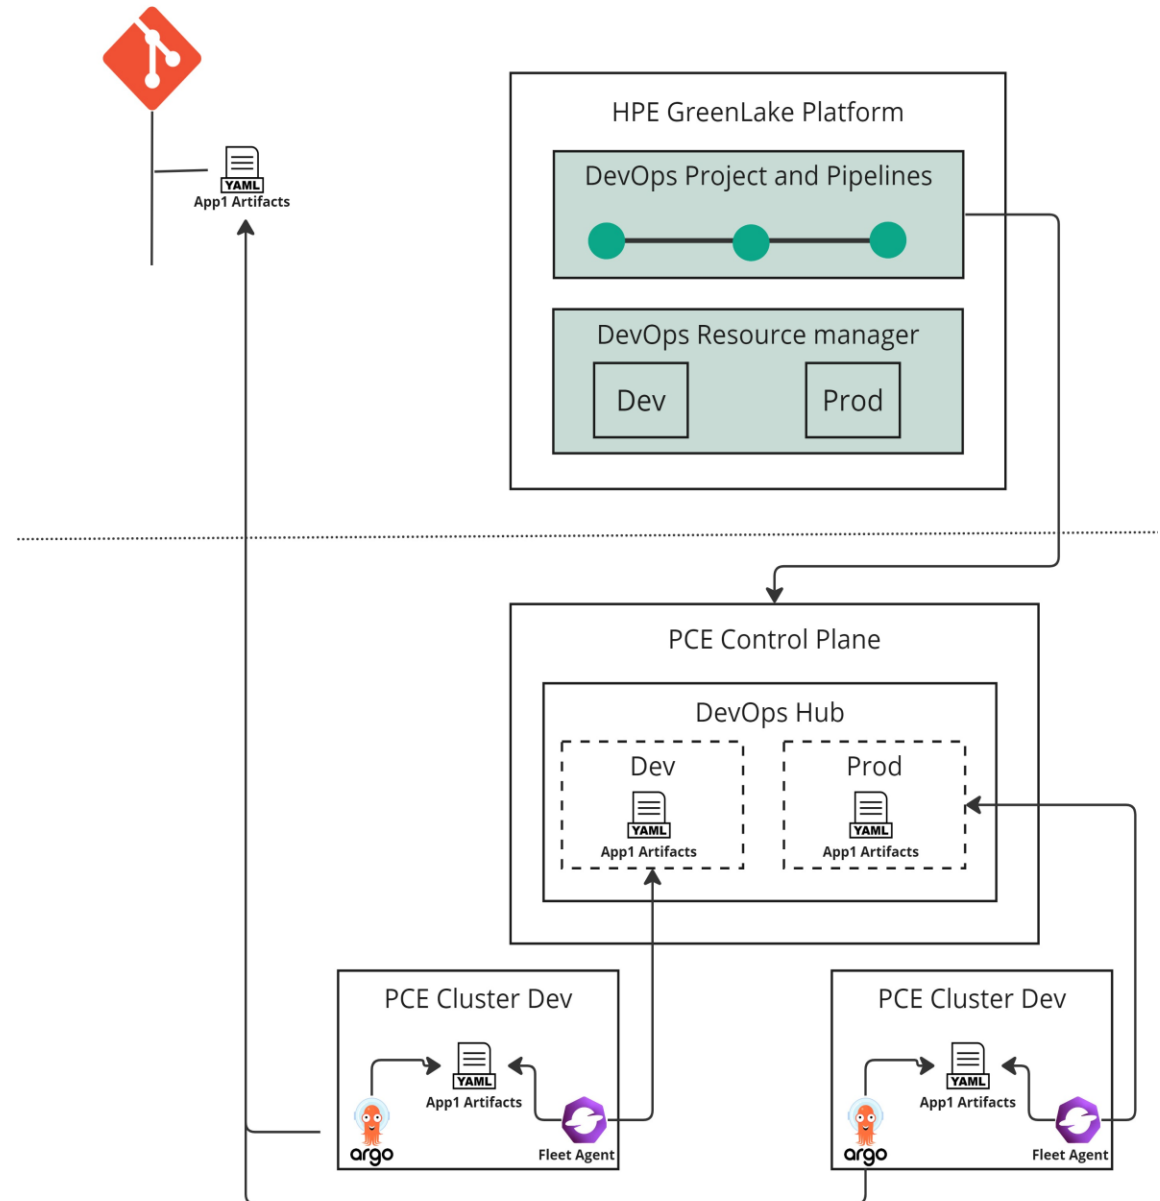 YAML
App1 Artifacts
HPE GreenLake Platform
DevOps Project and Pipelines
DevOps Resource manager
Dev
Prod
PCE Control Plane
DevOps Hub
Dev
YAML
App1 Artifacts
Prod
YAML
App1 Artifacts
PCE Cluster Dev
YAML
App1 Artifacts
argo
Fleet Agent
PCE Cluster Dev
YAML
App1 Artifacts
argo
Fleet Agent